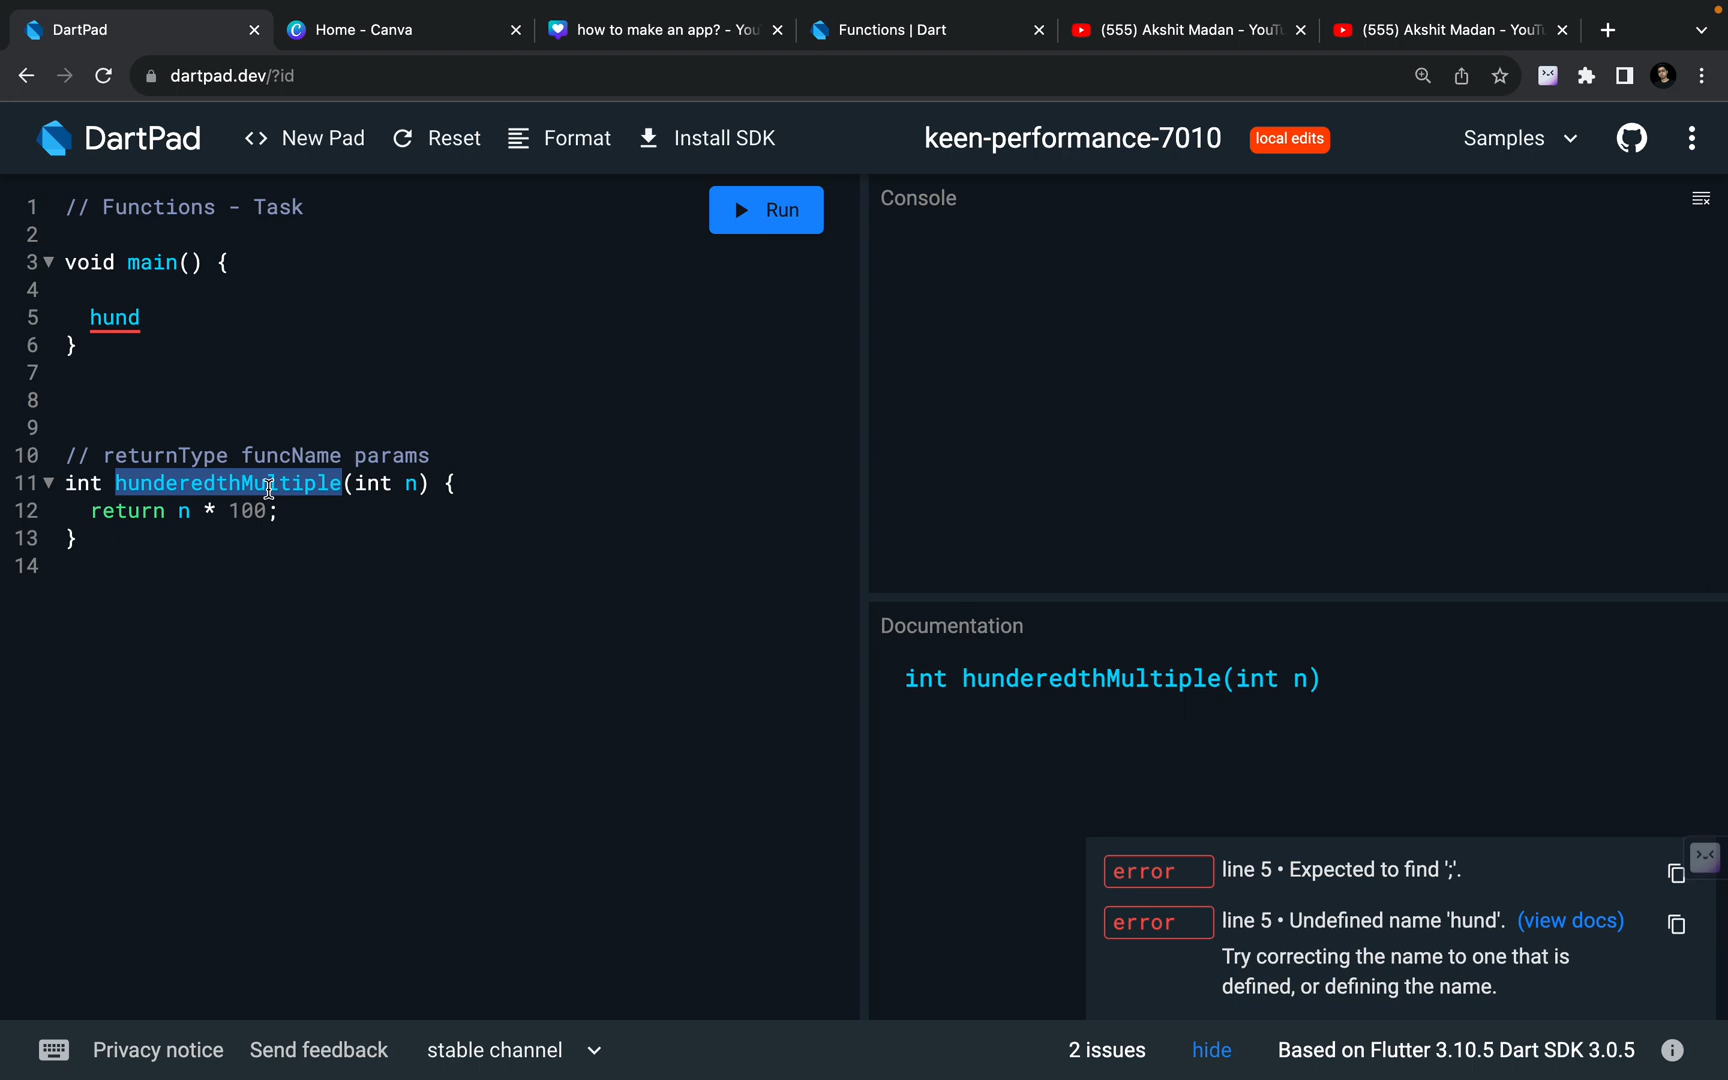 DartPad
Home - Canva
how to make an app? - You
Functions | Dart
(555) Akshit Madan - YouTu
(555) Akshit Madan - YouTu
dartpad.dev/?id
DartPad
New Pad
Reset
Format
Install SDK
keen-performance-7010
local edits
Samples
1 // Functions - Task
2
3 void main() {
4
5 hund
6 }
7
8
9
10 // returnType funcName params
11 int hunderedthMultiple(int n) {
12 return n * 100;
13 }
14
Run
Console
Documentation
int hunderedthMultiple(int n)
error line 5 • Expected to find ';'.
error line 5 • Undefined name 'hund'. (view docs)
Try correcting the name to one that is
defined, or defining the name.
Privacy notice
Send feedback
stable channel
2 issues
hide
Based on Flutter 3.10.5 Dart SDK 3.0.5